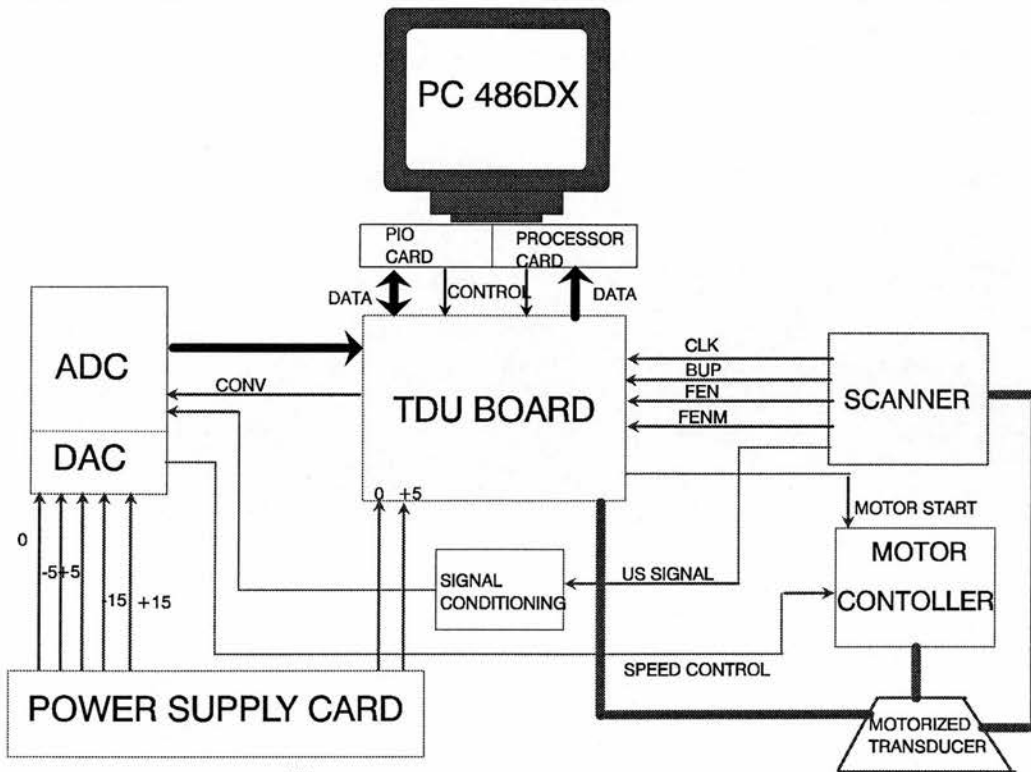 PC 486DX
PIO
CARD
PROCESSOR
CARD
DATA
CONTROL
DATA
ADC
DAC
CONV
TDU BOARD
CLK
BUP
FEN
FENM
SCANNER
0
+5
MOTOR START
0
-5+5
-15
+15
SIGNAL
CONDITIONING
US SIGNAL
MOTOR
CONTOLLER
SPEED CONTROL
POWER SUPPLY CARD
MOTORIZED
TRANSDUCER